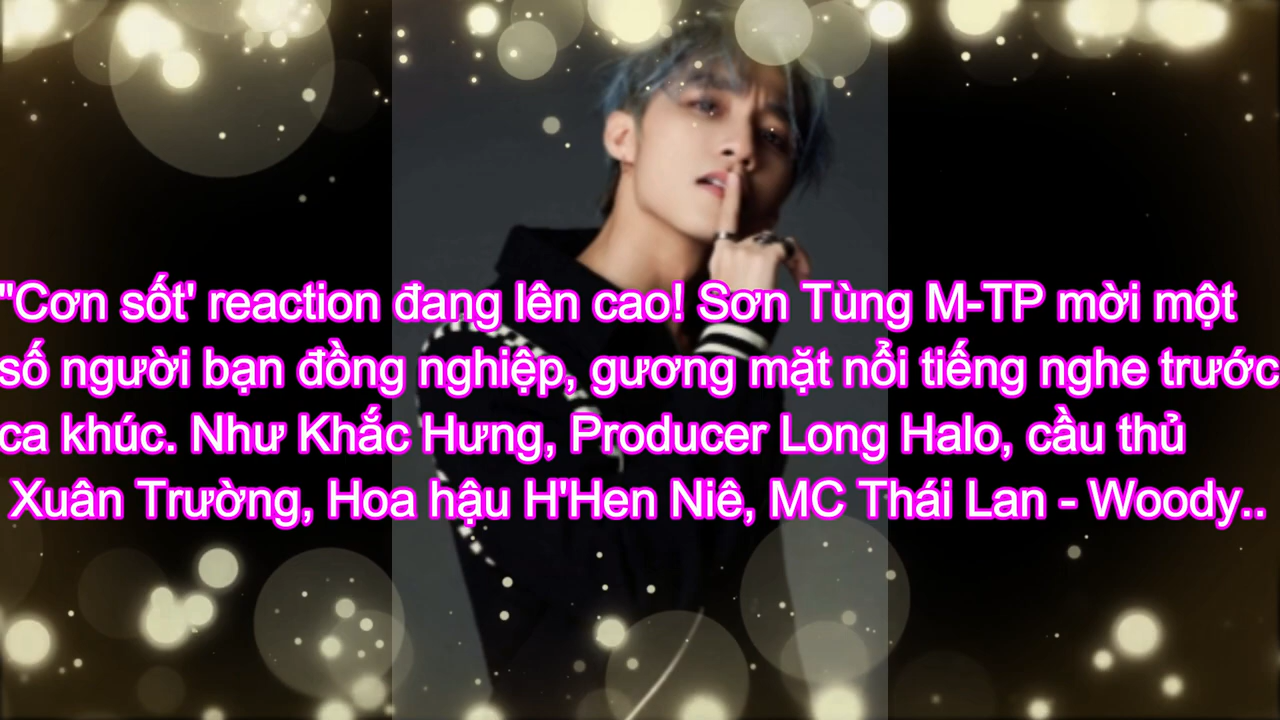 "Cơn sốt' reaction đang lên cao! Sơn Tùng M-TP mời một
số người bạn đồng nghiệp, gương mặt nổi tiếng nghe trước
ca khúc. Như Khắc Hưng, Producer Long Halo, cầu thủ
Xuân Trường, Hoa hậu H'Hen Niê, MC Thái Lan - Woody..